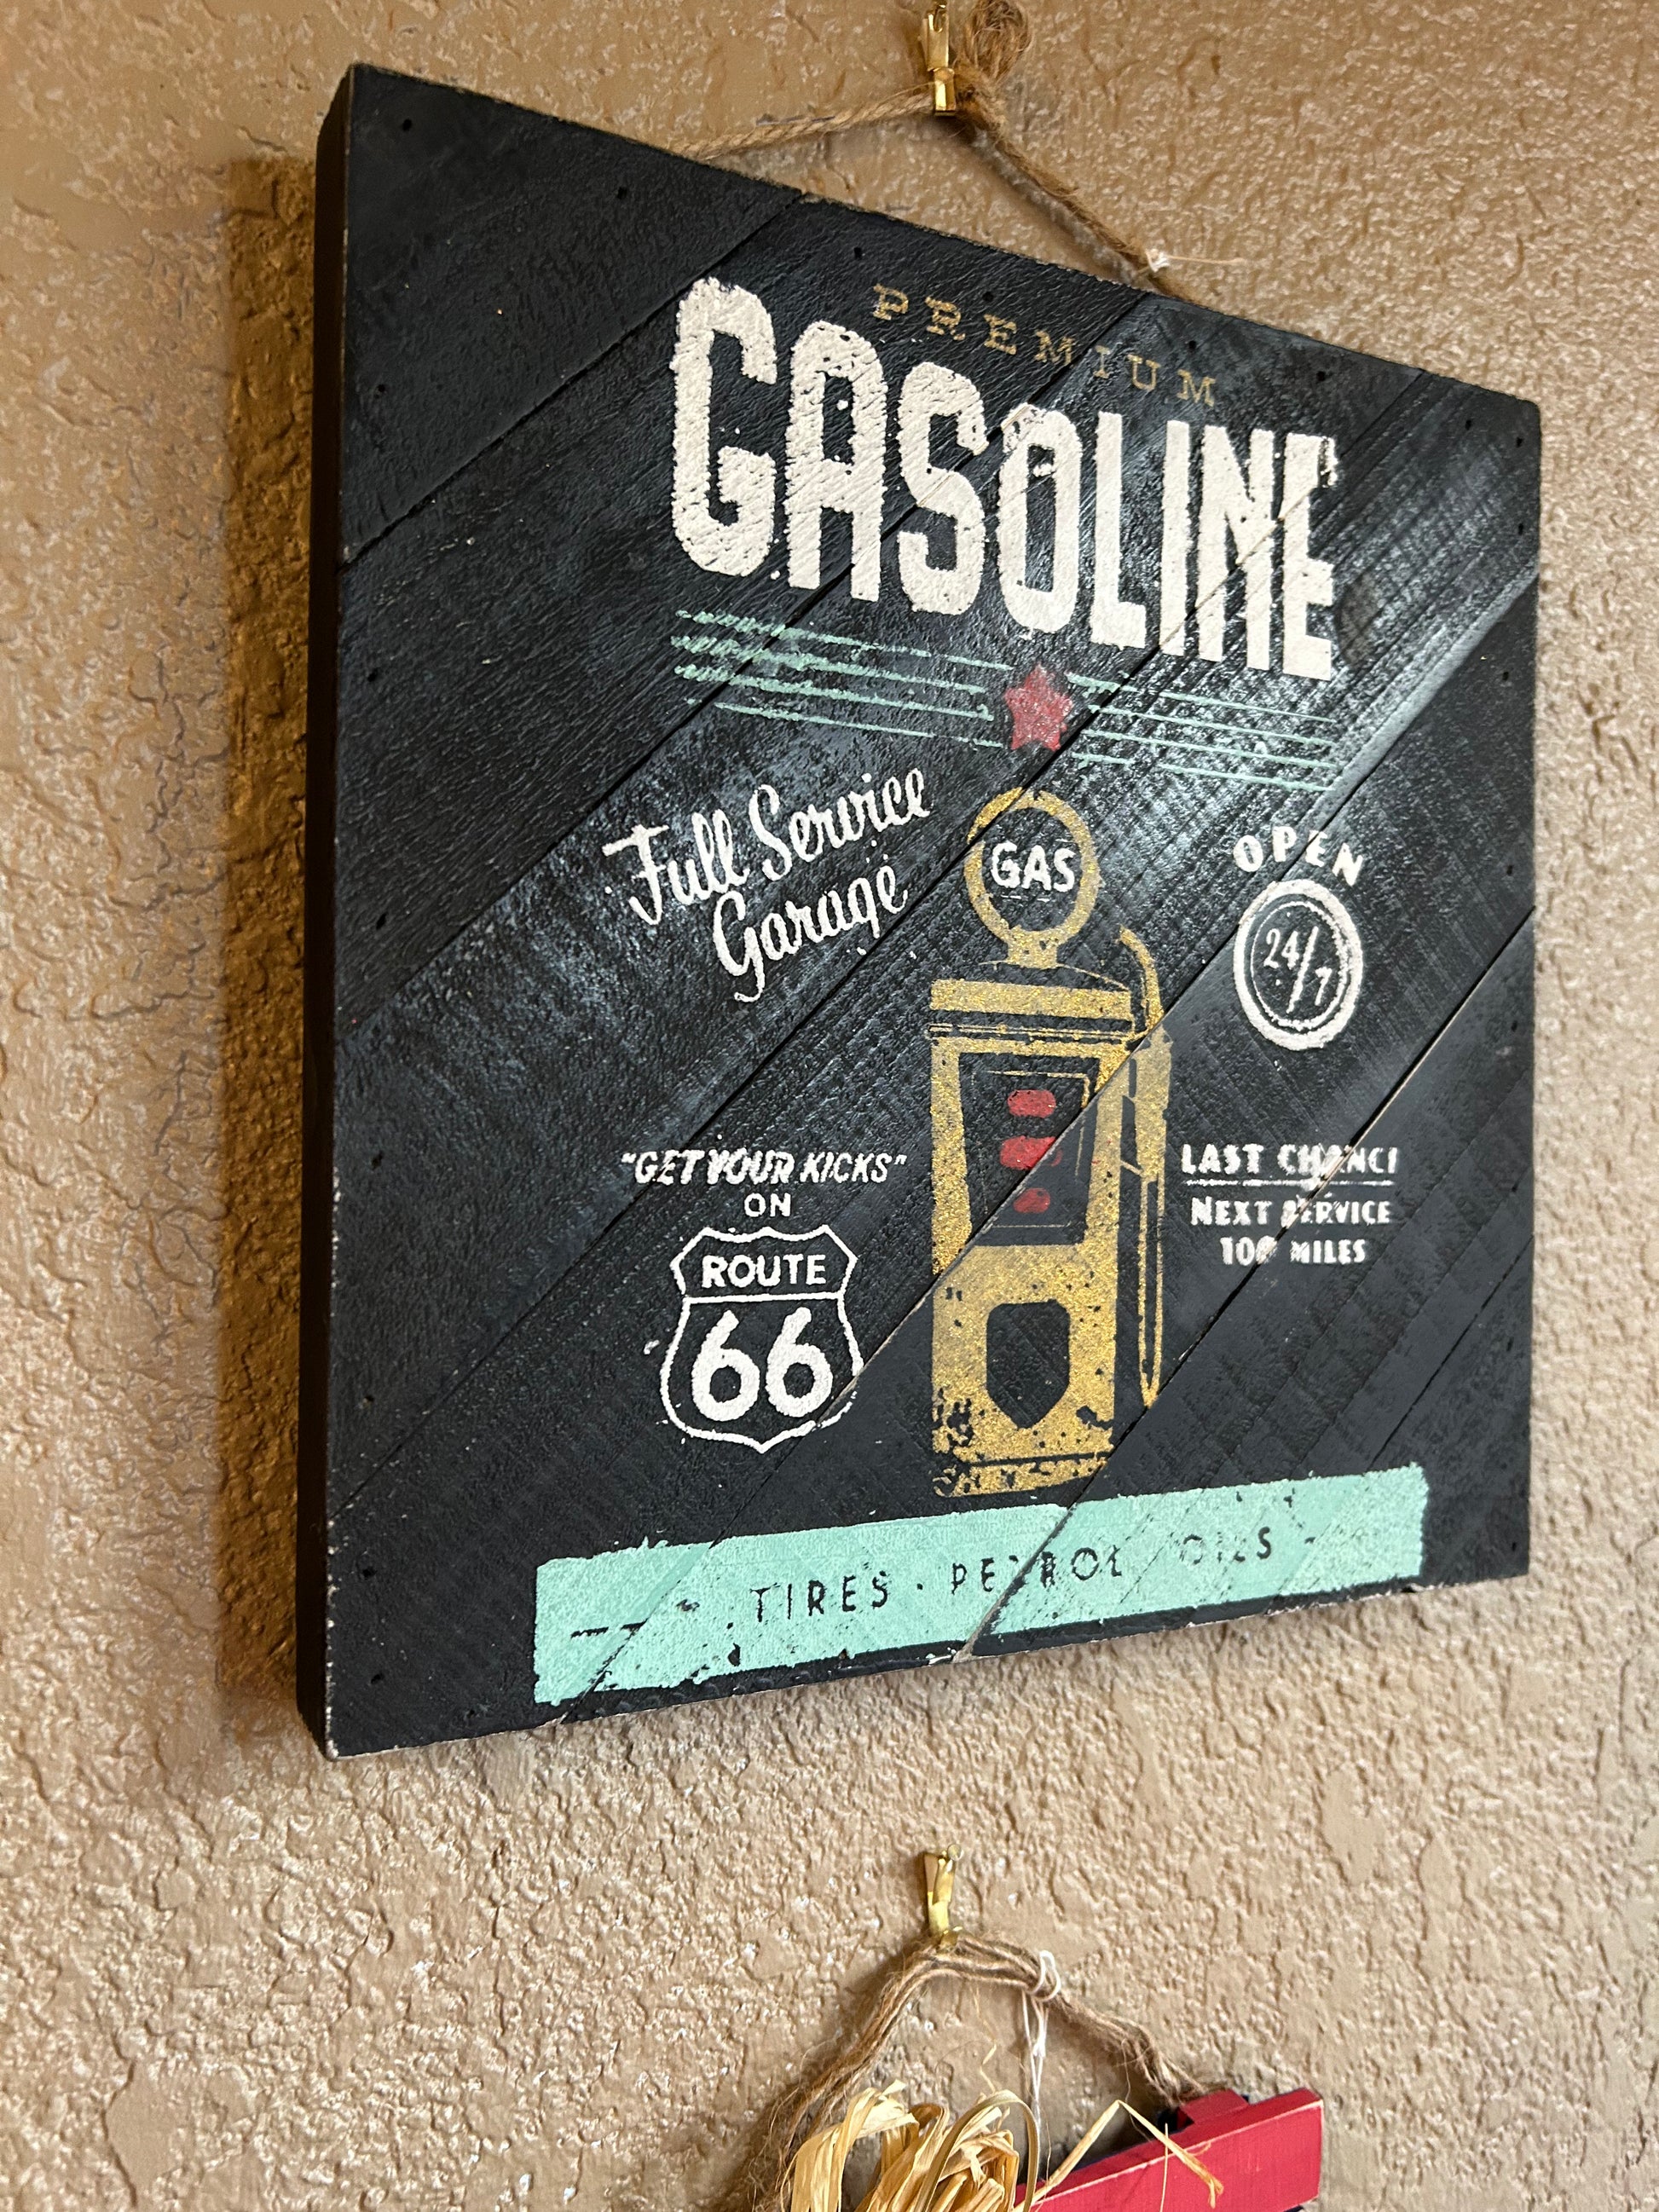 PREMIUM
GASOLINE
Full Service
Garage
GAS
OPEN
24/7
"GET YOUR KICKS"
ON
ROUTE
66
LAST CHANCE
NEXT SERVICE
100 MILES
TIRES · PETROL · OILS